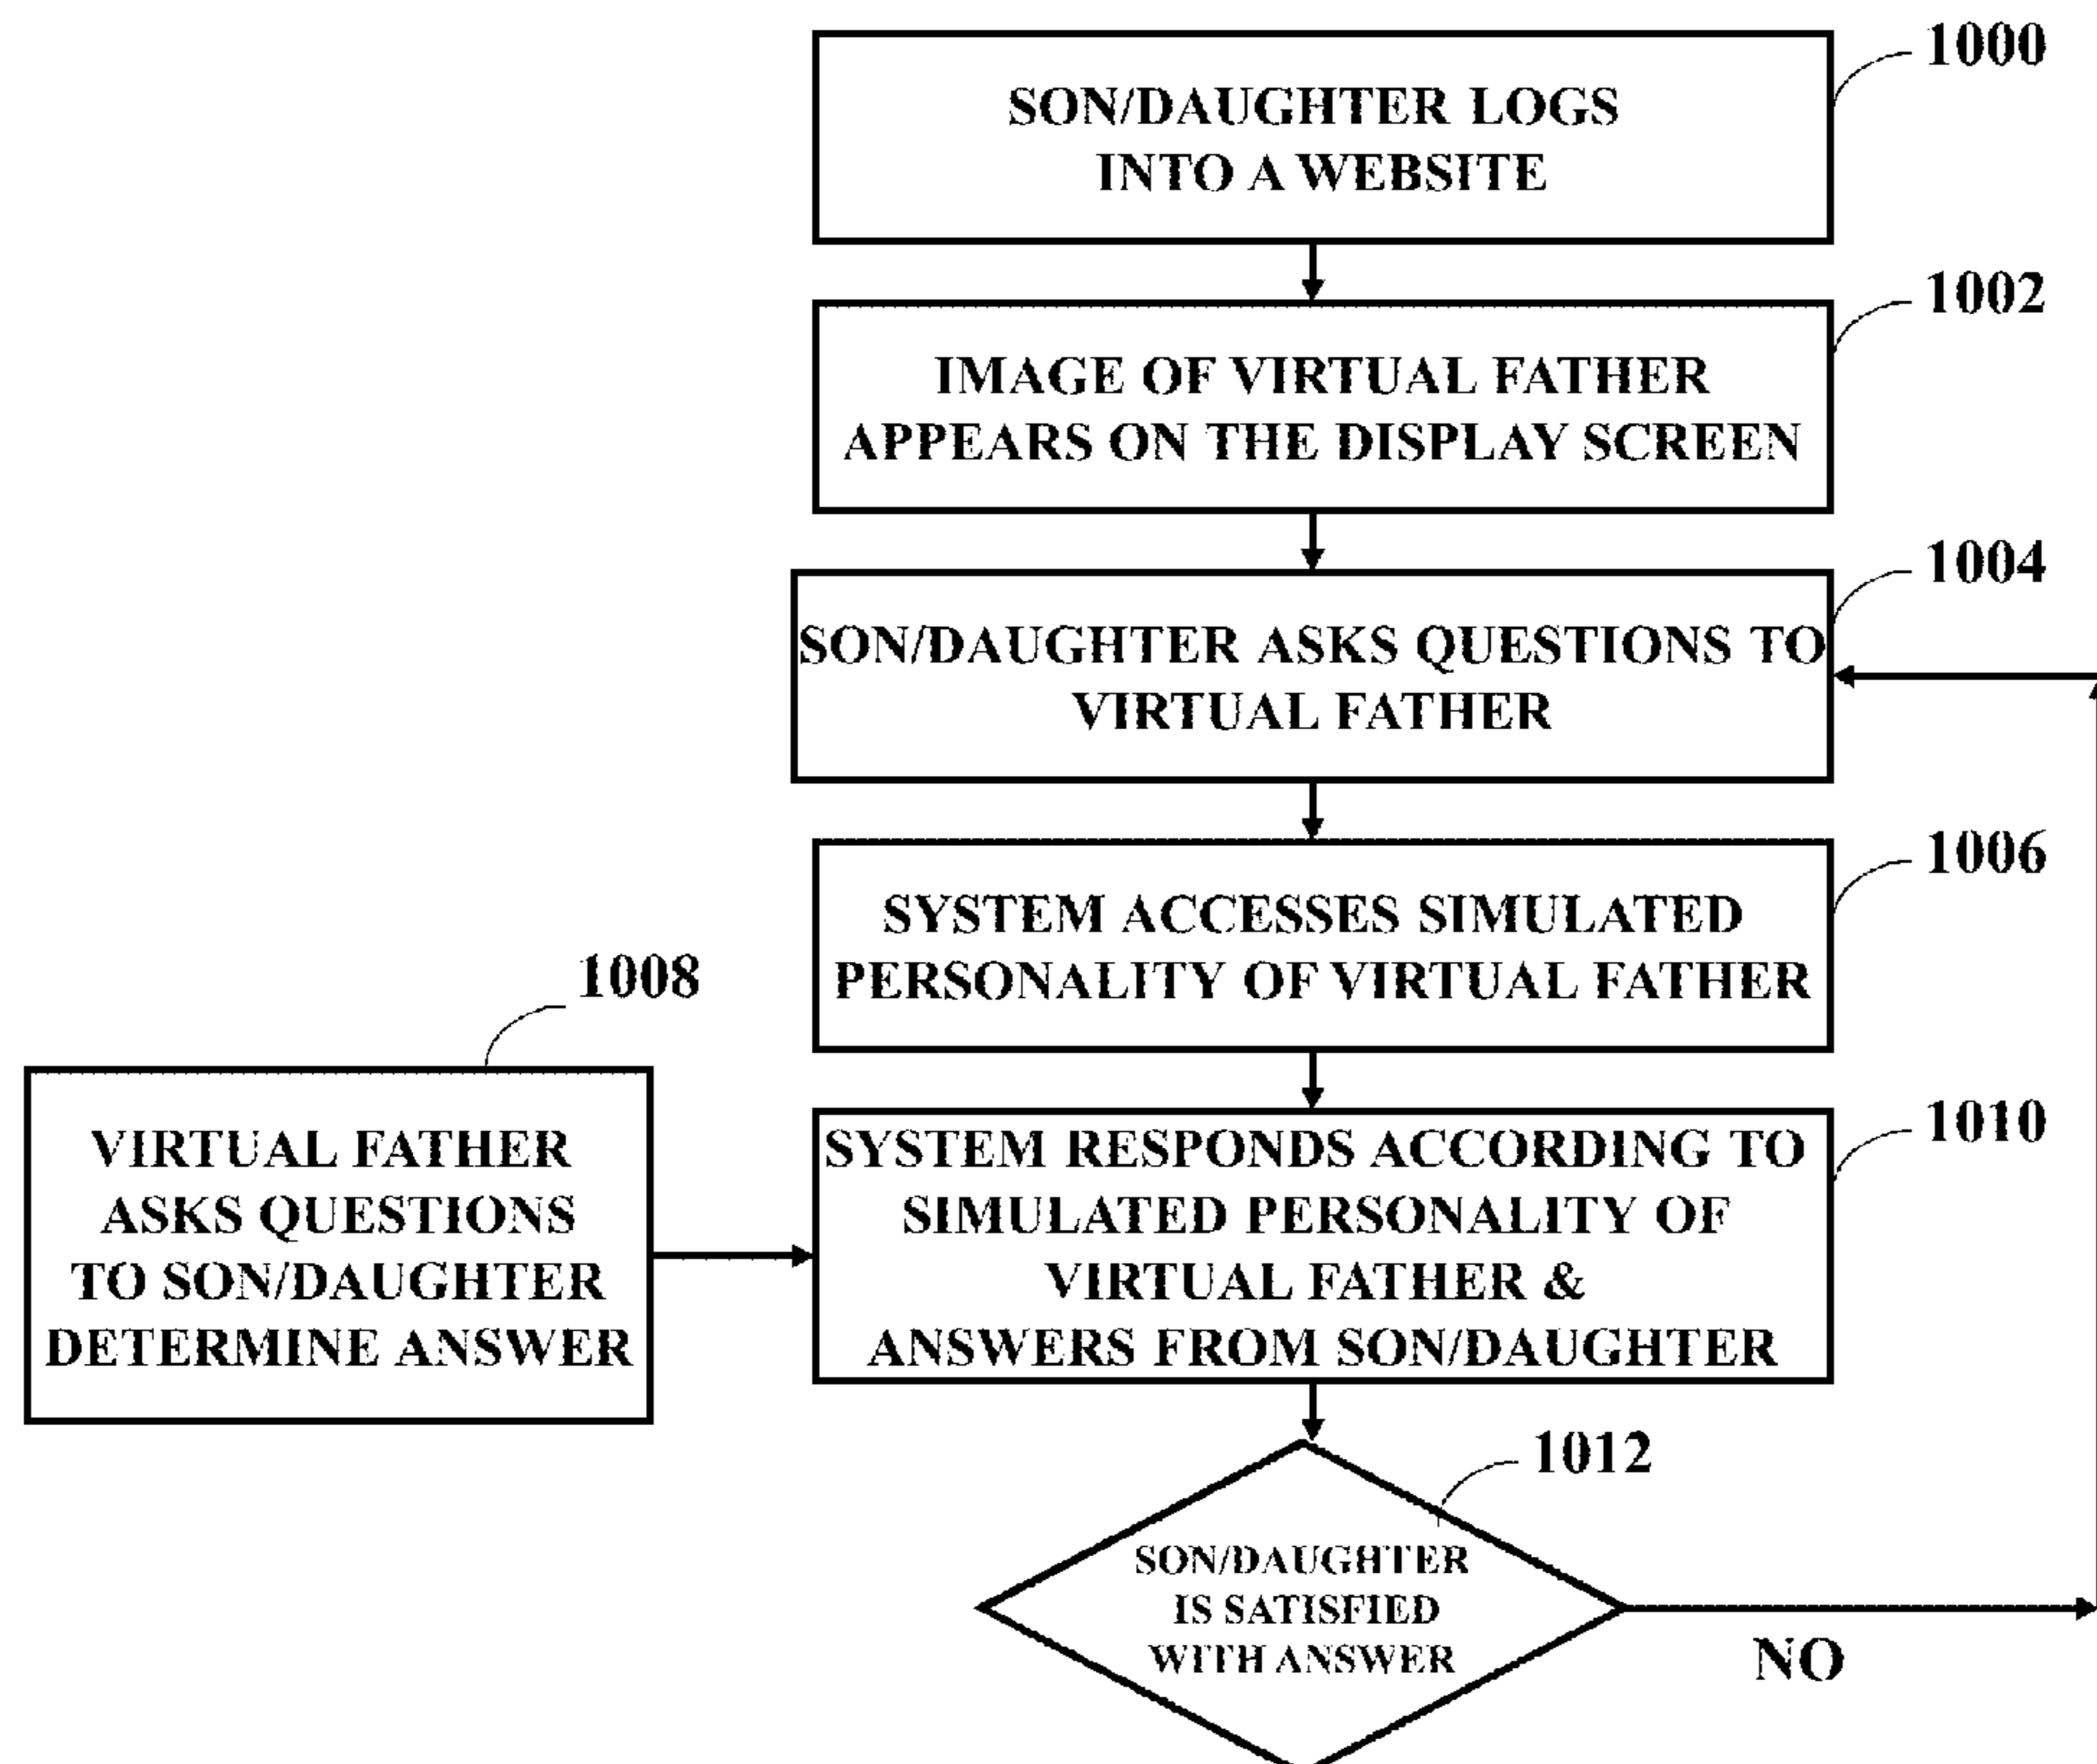 1000
SON/DAUGHTER LOGS
INTO A WEBSITE
1002
IMAGE OF VIRTUAL FATHER
APPEARS ON THE DISPLAY SCREEN
1004
SON/DAUGHTER ASKS QUESTIONS TO
VIRTUAL FATHER
1006
SYSTEM ACCESSES SIMULATED
PERSONALITY OF VIRTUAL FATHER
1008
VIRTUAL FATHER
ASKS QUESTIONS
TO SON/DAUGHTER
DETERMINE ANSWER
1010
SYSTEM RESPONDS ACCORDING TO
SIMULATED PERSONALITY OF
VIRTUAL FATHER &
ANSWERS FROM SON/DAUGHTER
1012
SON/DAUGHTER
IS SATISFIED
WITH ANSWER
NO